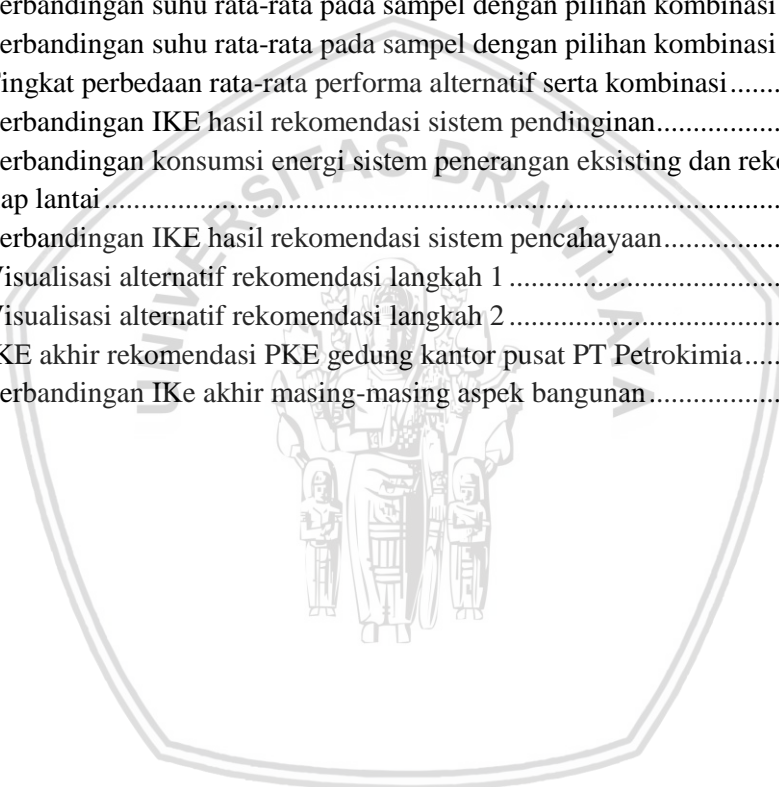 erbandingan suhu rata-rata pada sampel dengan pilihan kombinasi
erbandingan suhu rata-rata pada sampel dengan pilihan kombinasi
ingkat perbedaan rata-rata performa alternatif serta kombinasi.......
erbandingan IKE hasil rekomendasi sistem pendinginan.................
erbandingan konsumsi energi sistem penerangan eksisting dan reko
ap lantai............................................................
erbandingan IKE hasil rekomendasi sistem pencahayaan................
isualisasi alternatif rekomendasi langkah 1 ..........................
isualisasi alternatif rekomendasi langkah 2 ..........................
KE akhir rekomendasi PKE gedung kantor pusat PT Petrokimia.....
erbandingan IKe akhir masing-masing aspek bangunan..................
UNIVERSITAS BRAWIJAYA